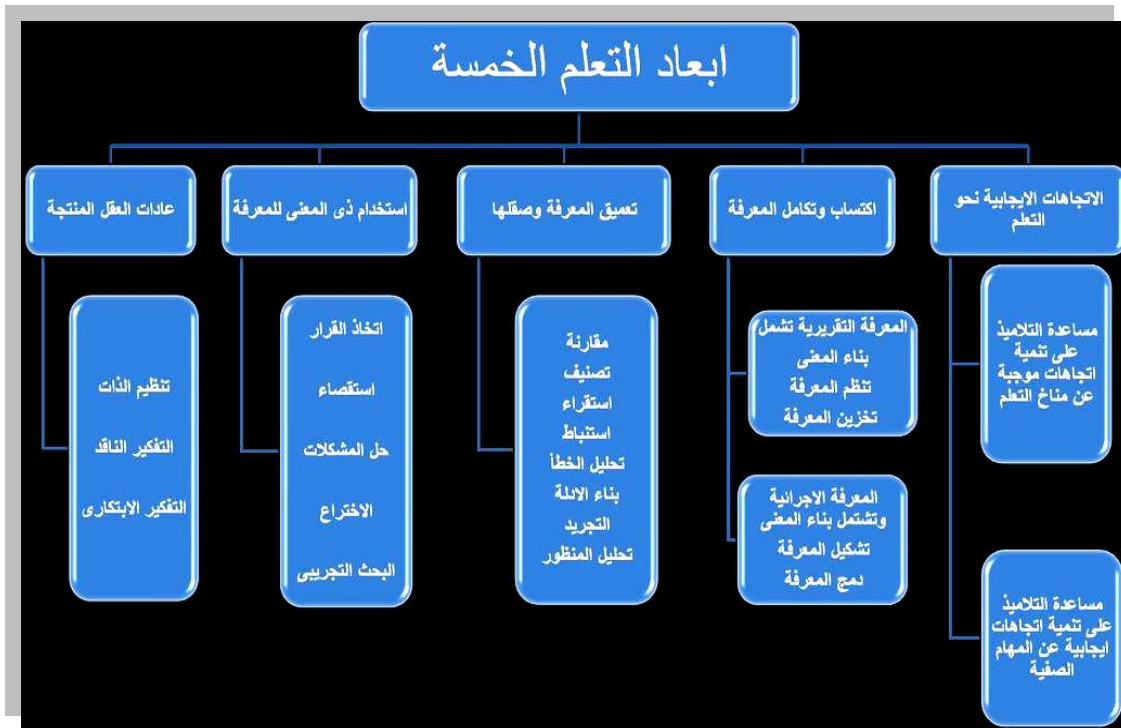 ابعاد التعلم الخمسة
الاتجاهات الايجابية نحو
التعلم
مساعدة التلاميذ
على تنمية
اتجاهات موجبة
عن مناخ التعلم
مساعدة التلاميذ
على تنمية اتجاهات
ايجابية عن المهام
الصفية
اكتساب وتكامل المعرفة
المعرفة التقريرية تشمل
بناء المعنى
تنظم المعرفة
تخزين المعرفة
المعرفة الاجرائية
وتشتمل بناء المعنى
تشكيل المعرفة
دمج المعرفة
تعميق المعرفة وصقلها
مقارنة
تصنيف
استقراء
استنباط
تحليل الخطأ
بناء الادلة
التجريد
تحليل المنظور
استخدام ذى المعنى للمعرفة
اتخاذ القرار
استقصاء
حل المشكلات
الاختراع
البحث التجريبى
عادات العقل المنتجة
تنظيم الذات
التفكير الناقد
التفكير الابتكارى